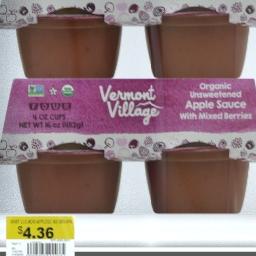 Vermont
Village
Organic
Unsweetened
Apple Sauce
With Mixed Berries
FOUR
4 OZ CUPS
NET WT 16 OZ (452g)
$4.36